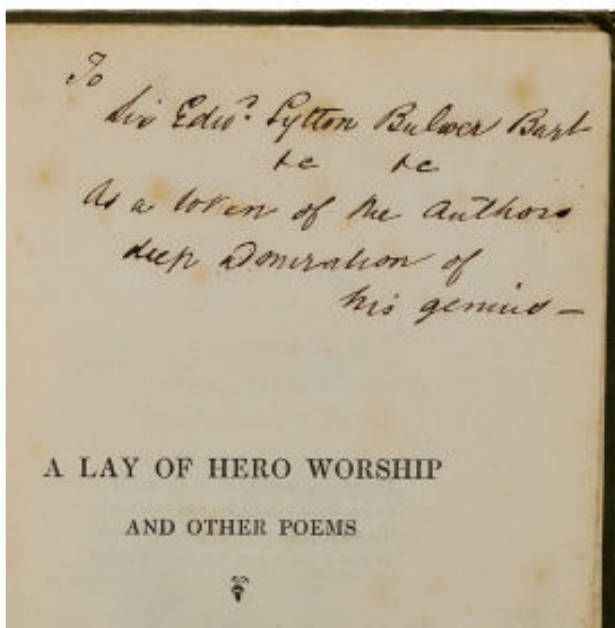 To
Sir Edwd. Lytton Bulwer Bart
&c &c
As a token of the Authors
deep Admiration of
his genius —
A LAY OF HERO WORSHIP
AND OTHER POEMS